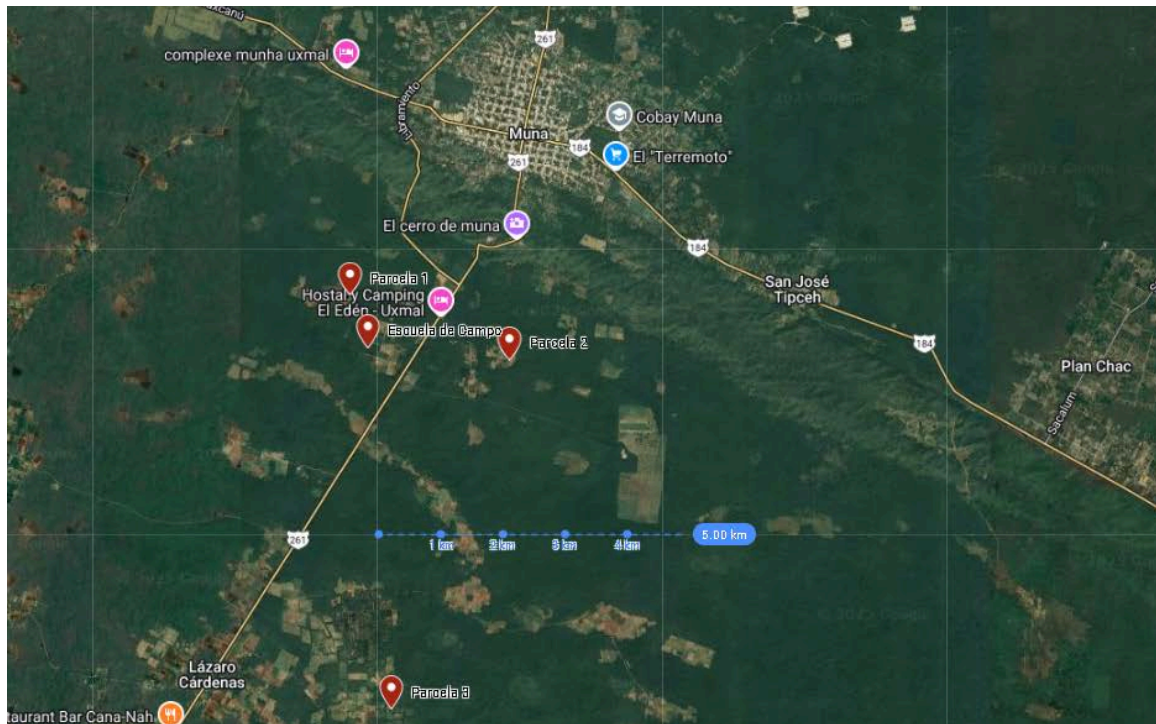 261
complexe munha uxmal
Libramiento
Cobay Muna
Muna
184
El "Terremoto"
261
El cerro de muna
184
Parcela 1
San José
Tipceh
Hostal y Camping
El Edén - Uxmal
Escuela de Campo
Parcela 2
184
Plan Chac
Sacalum
261
5.00 km
1 km
2 km
3 km
4 km
Lázaro
Cárdenas
Parcela 3
taurant Bar Cana-Nah